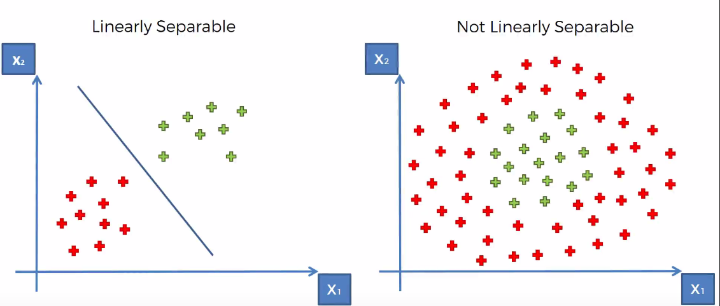 Linearly Separable
X₂
X₁
Not Linearly Separable
X₂
X₁